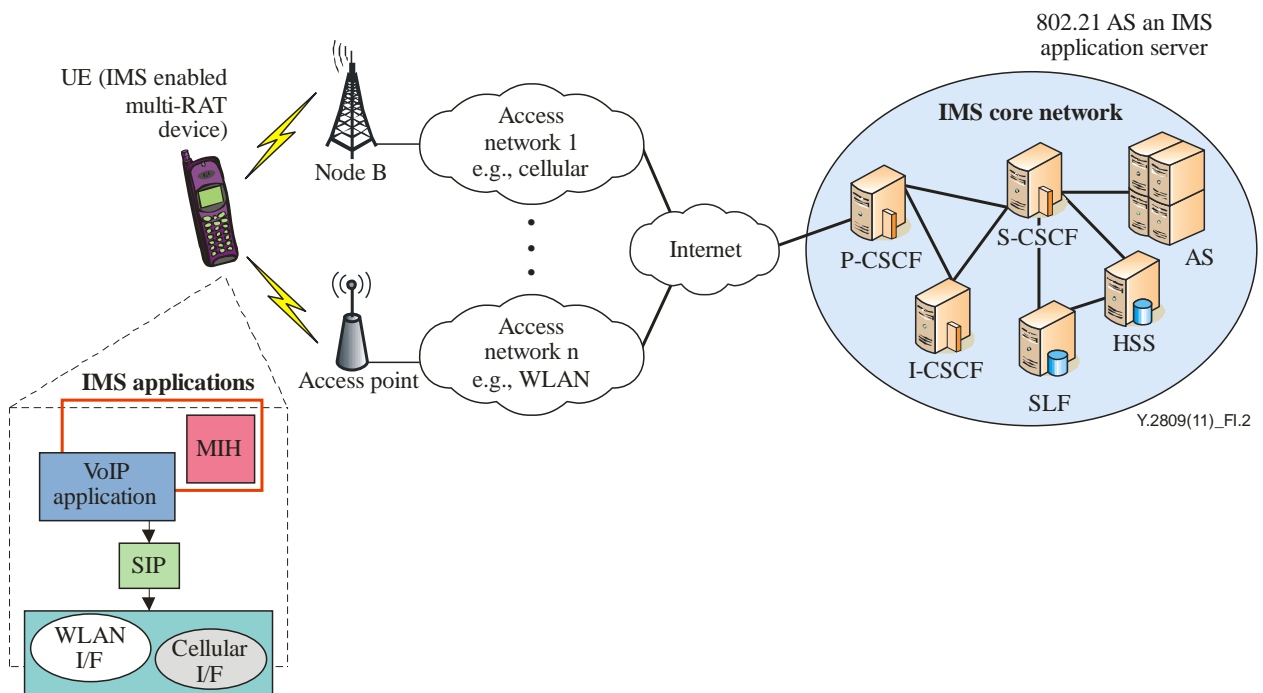 802.21 AS an IMS
application server
UE (IMS enabled
multi-RAT
device)
Node B
Access
network 1
e.g., cellular
Internet
IMS core network
P-CSCF
S-CSCF
AS
I-CSCF
SLF
HSS
Access point
Access
network n
e.g., WLAN
Y.2809(11)_FI.2
IMS applications
MIH
VoIP
application
SIP
WLAN
I/F
Cellular
I/F